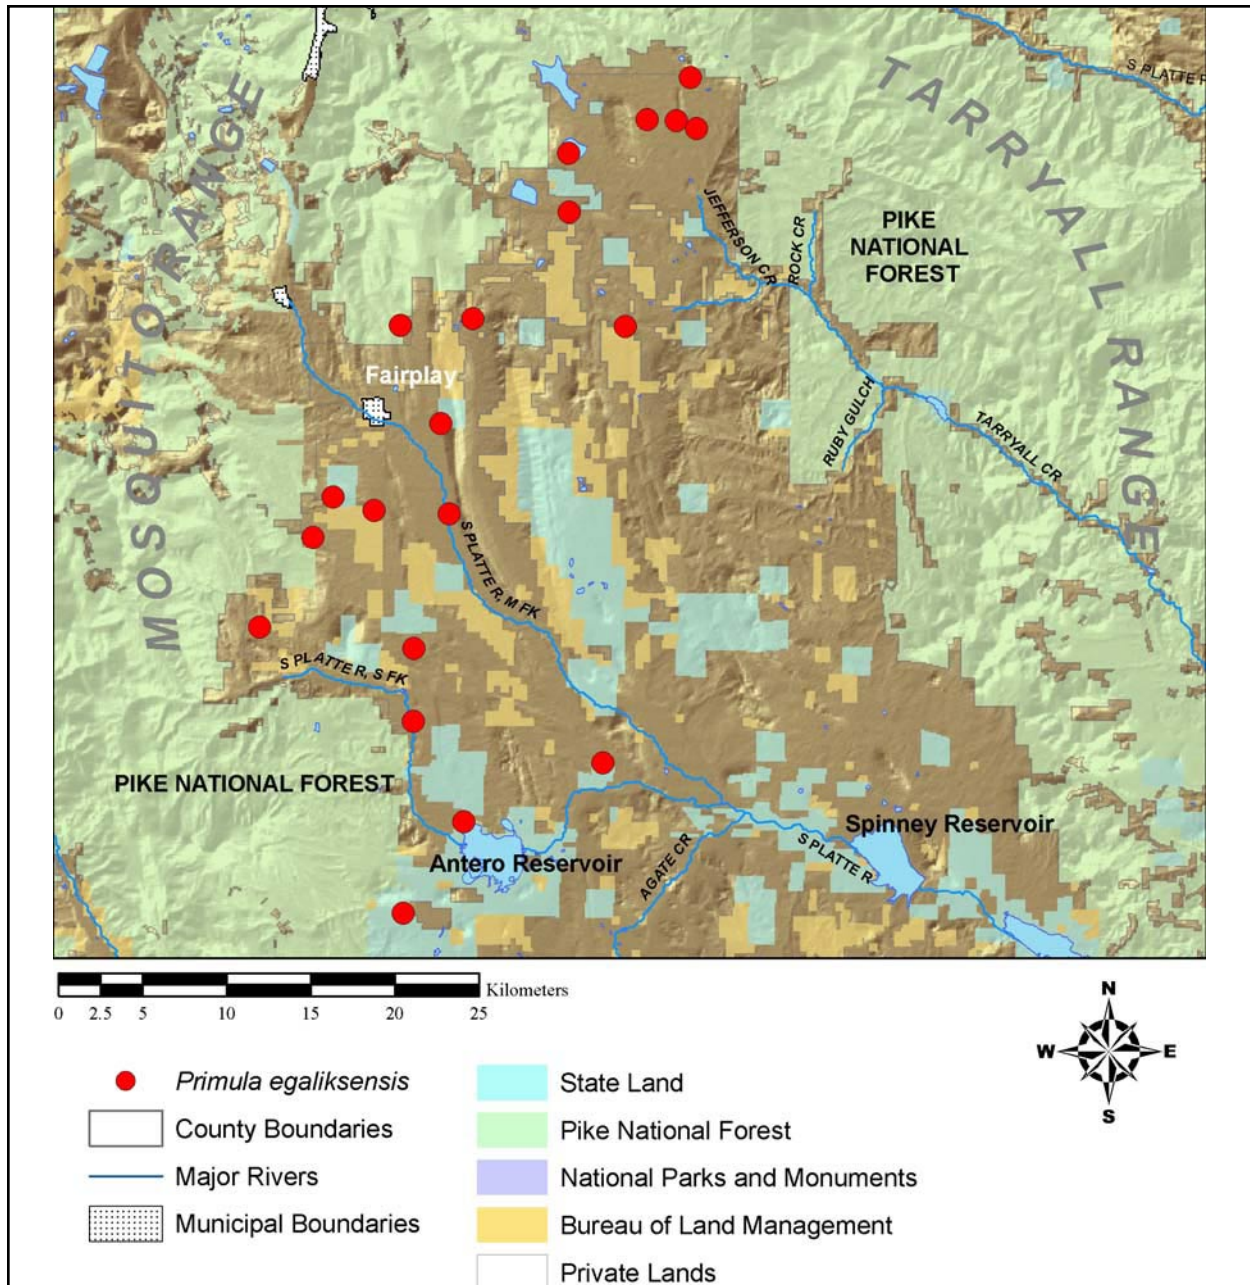 S PLATTE R
TARRYALL RANGE
MOSQUITO RANGE
JEFFERSON CR
ROCK CR
PIKE
NATIONAL
FOREST
Fairplay
RUBY GULCH
TARRYALL CR
S PLATTE R, M FK
S PLATTE R, S FK
PIKE NATIONAL FOREST
Spinney Reservoir
Antero Reservoir
AGATE CR
S PLATTE R
Kilometers
0 2.5 5 10 15 20 25
N
W E
S
Primula egaliksensis
County Boundaries
Major Rivers
Municipal Boundaries
State Land
Pike National Forest
National Parks and Monuments
Bureau of Land Management
Private Lands